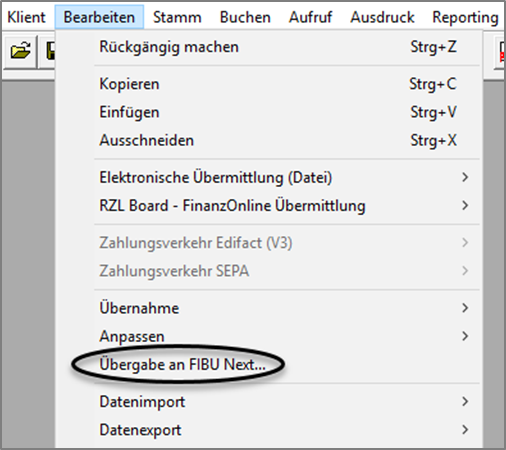 Klient Bearbeiten Stamm Buchen Aufruf Ausdruck Reporting
Rückgängig machen Strg+Z
Kopieren Strg+C
Einfügen Strg+V
Ausschneiden Strg+X
Elektronische Übermittlung (Datei)
RZL Board - FinanzOnline Übermittlung
Zahlungsverkehr Edifact (V3)
Zahlungsverkehr SEPA
Übernahme
Anpassen
Übergabe an FIBU Next...
Datenimport
Datenexport